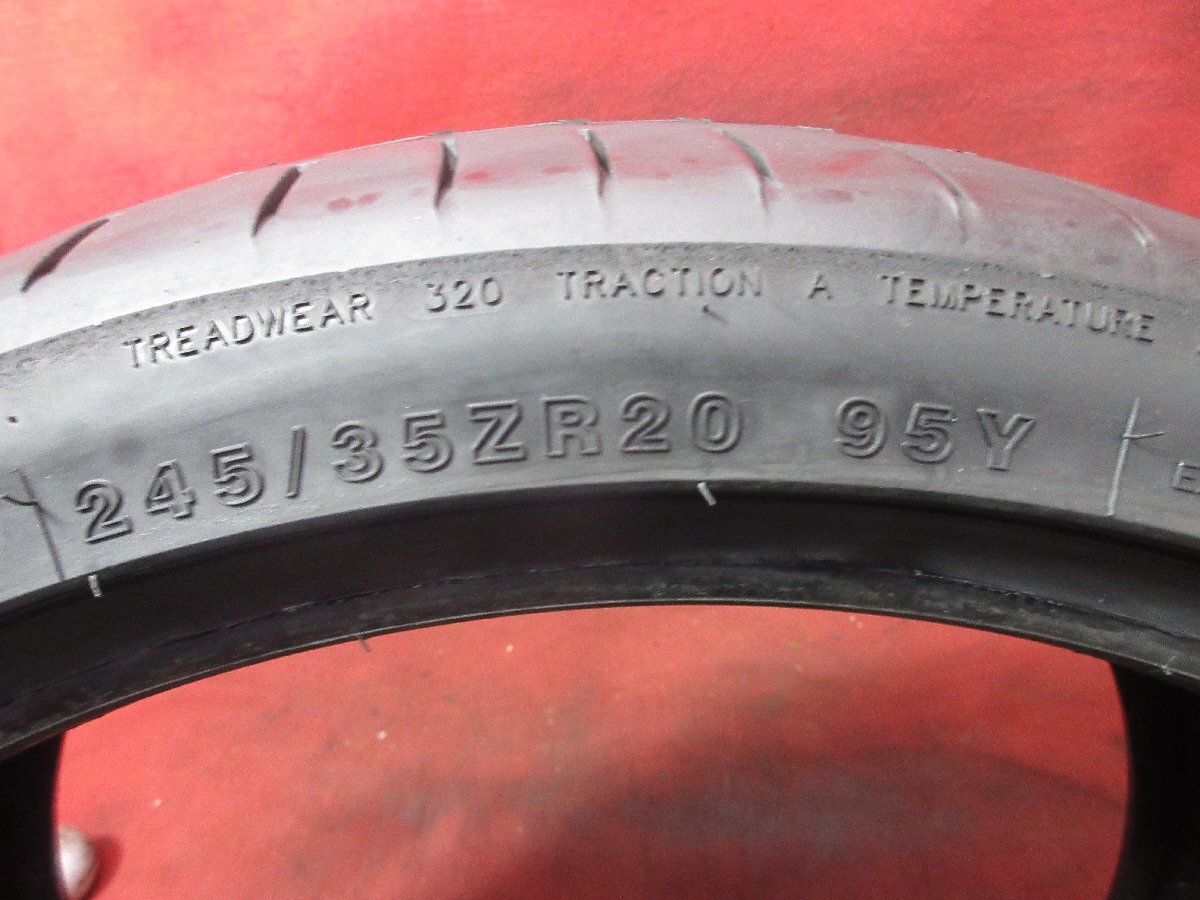 TREADWEAR 320 TRACTION A TEMPERATURE
245/35ZR20 95Y